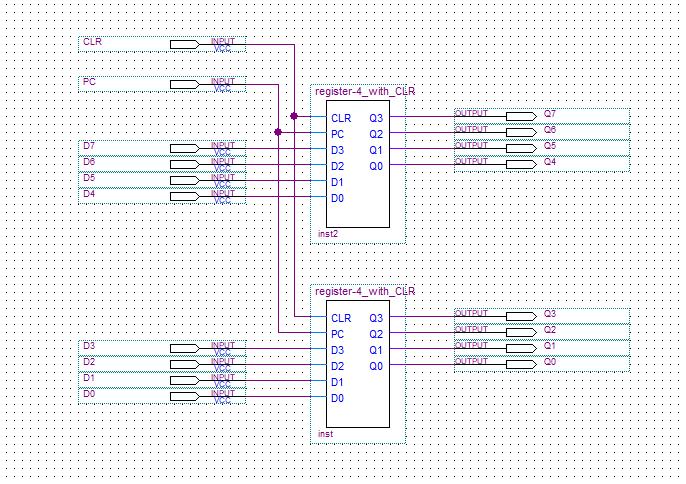 CLR INPUT VCC
PC INPUT VCC
register-4_with_CLR
CLR Q3 OUTPUT Q7
PC Q2 OUTPUT Q6
D7 INPUT VCC D3 Q1 OUTPUT Q5
D6 INPUT VCC D2 Q0 OUTPUT Q4
D5 INPUT VCC D1
D4 INPUT VCC D0
inst2
register-4_with_CLR
CLR Q3 OUTPUT Q3
PC Q2 OUTPUT Q2
D3 INPUT VCC D3 Q1 OUTPUT Q1
D2 INPUT VCC D2 Q0 OUTPUT Q0
D1 INPUT VCC D1
D0 INPUT VCC D0
inst